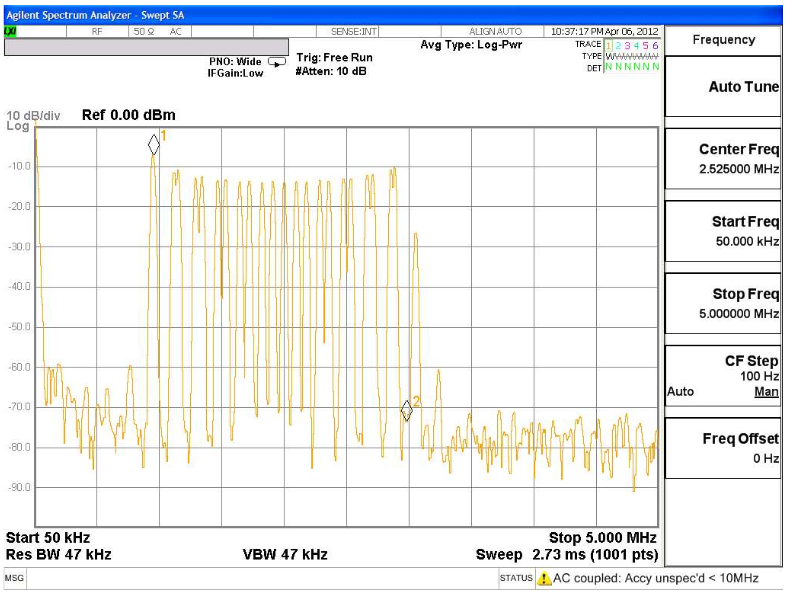 Agilent Spectrum Analyzer - Swept SA
LXI RF 50 Ω AC SENSE:INT ALIGN AUTO 10:37:17 PM Apr 06, 2012
PNO: Wide
IFGain:Low
Trig: Free Run
#Atten: 10 dB
Avg Type: Log-Pwr
TRACE 1 2 3 4 5 6
TYPE WWWWWW
DET N N N N N N
10 dB/div Ref 0.00 dBm
Log
1
-10.0
-20.0
-30.0
-40.0
-50.0
-60.0
-70.0
2
-80.0
-90.0
Start 50 kHz Stop 5.000 MHz
Res BW 47 kHz VBW 47 kHz Sweep 2.73 ms (1001 pts)
MSG STATUS AC coupled: Accy unspec'd < 10MHz
Frequency
Auto Tune
Center Freq
2.525000 MHz
Start Freq
50.000 kHz
Stop Freq
5.000000 MHz
CF Step
100 Hz
Auto Man
Freq Offset
0 Hz